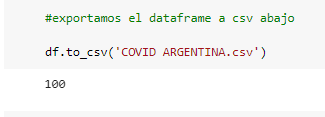 #exportamos el dataframe a csv abajo
df.to_csv('COVID ARGENTINA.csv')
100